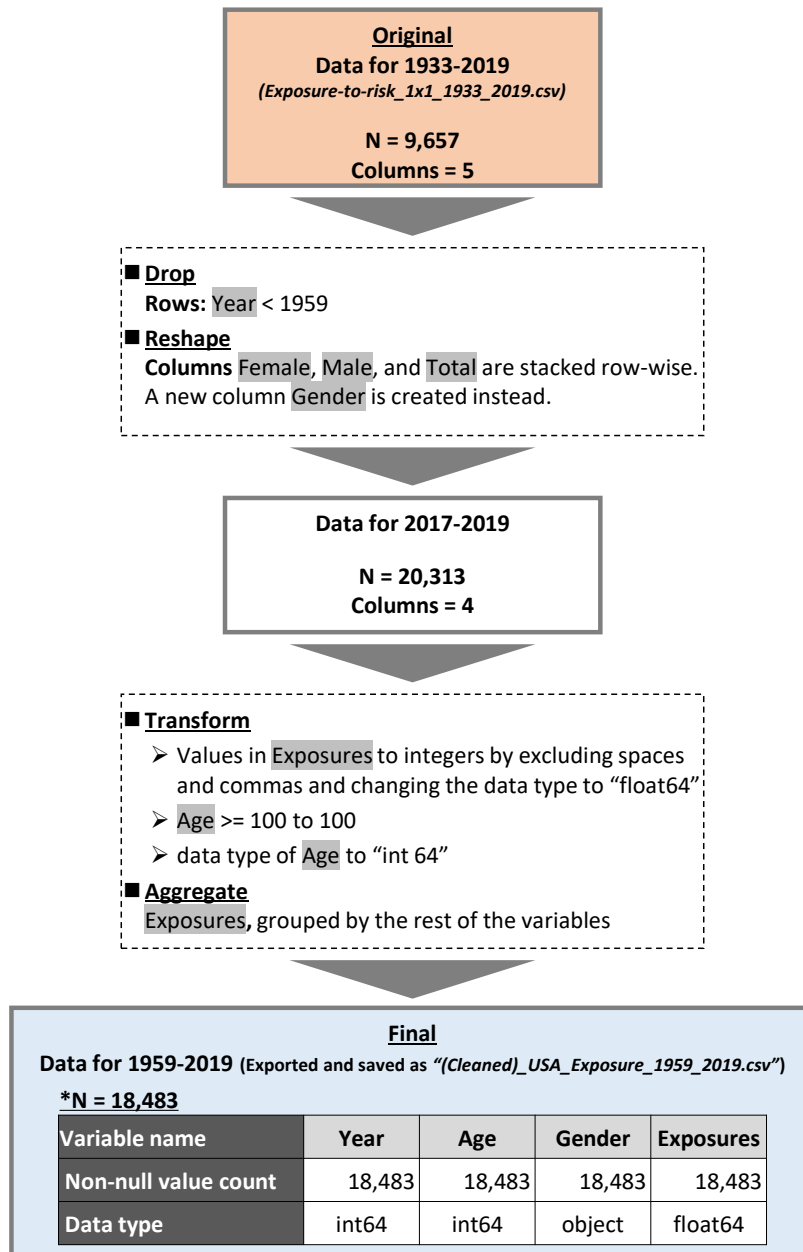 Original
Data for 1933-2019
(Exposure-to-risk_1x1_1933_2019.csv)
N = 9,657
Columns = 5
■ Drop
Rows: Year < 1959
■ Reshape
Columns Female, Male, and Total are stacked row-wise.
A new column Gender is created instead.
Data for 2017-2019
N = 20,313
Columns = 4
■ Transform
➢ Values in Exposures to integers by excluding spaces
and commas and changing the data type to “float64”
➢ Age >= 100 to 100
➢ data type of Age to “int 64”
■ Aggregate
Exposures, grouped by the rest of the variables
Final
Data for 1959-2019 (Exported and saved as “(Cleaned)_USA_Exposure_1959_2019.csv”)
*N = 18,483
Variable name Year Age Gender Exposures
Non-null value count 18,483 18,483 18,483 18,483
Data type int64 int64 object float64